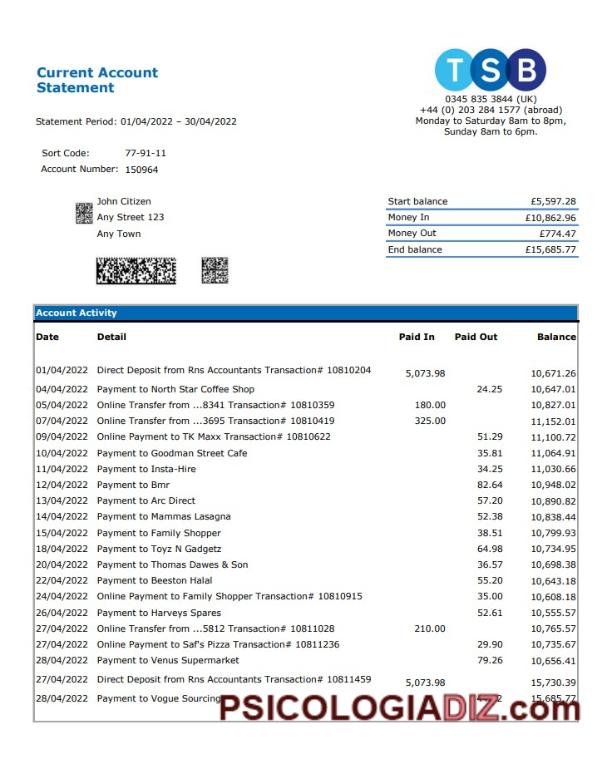 Current Account
Statement
TSB
0345 835 3844 (UK)
+44 (0) 203 284 1577 (abroad)
Monday to Saturday 8am to 8pm,
Sunday 8am to 6pm.
Statement Period: 01/04/2022 – 30/04/2022
Sort Code: 77-91-11
Account Number: 150964
John Citizen
Any Street 123
Any Town
Start balance £5,597.28
Money In £10,862.96
Money Out £774.47
End balance £15,685.77
Account Activity
Date Detail Paid In Paid Out Balance
01/04/2022 Direct Deposit from Rns Accountants Transaction# 10810204 5,073.98 10,671.26
04/04/2022 Payment to North Star Coffee Shop 24.25 10,647.01
05/04/2022 Online Transfer from ...8341 Transaction# 10810359 180.00 10,827.01
07/04/2022 Online Transfer from ...3695 Transaction# 10810419 325.00 11,152.01
09/04/2022 Online Payment to TK Maxx Transaction# 10810622 51.29 11,100.72
10/04/2022 Payment to Goodman Street Cafe 35.81 11,064.91
11/04/2022 Payment to Insta-Hire 34.25 11,030.66
12/04/2022 Payment to Bmr 82.64 10,948.02
13/04/2022 Payment to Arc Direct 57.20 10,890.82
14/04/2022 Payment to Mammas Lasagna 52.38 10,838.44
15/04/2022 Payment to Family Shopper 38.51 10,799.93
18/04/2022 Payment to Toyz N Gadgetz 64.98 10,734.95
20/04/2022 Payment to Thomas Dawes & Son 36.57 10,698.38
22/04/2022 Payment to Beeston Halal 55.20 10,643.18
24/04/2022 Online Payment to Family Shopper Transaction# 10810915 35.00 10,608.18
26/04/2022 Payment to Harveys Spares 52.61 10,555.57
27/04/2022 Online Transfer from ...5812 Transaction# 10811028 210.00 10,765.57
27/04/2022 Online Payment to Saf's Pizza Transaction# 10811236 29.90 10,735.67
28/04/2022 Payment to Venus Supermarket 79.26 10,656.41
27/04/2022 Direct Deposit from Rns Accountants Transaction# 10811459 5,073.98 15,730.39
28/04/2022 Payment to Vogue Sourcing 15,685.77
PSICOLOGIADIZ.com